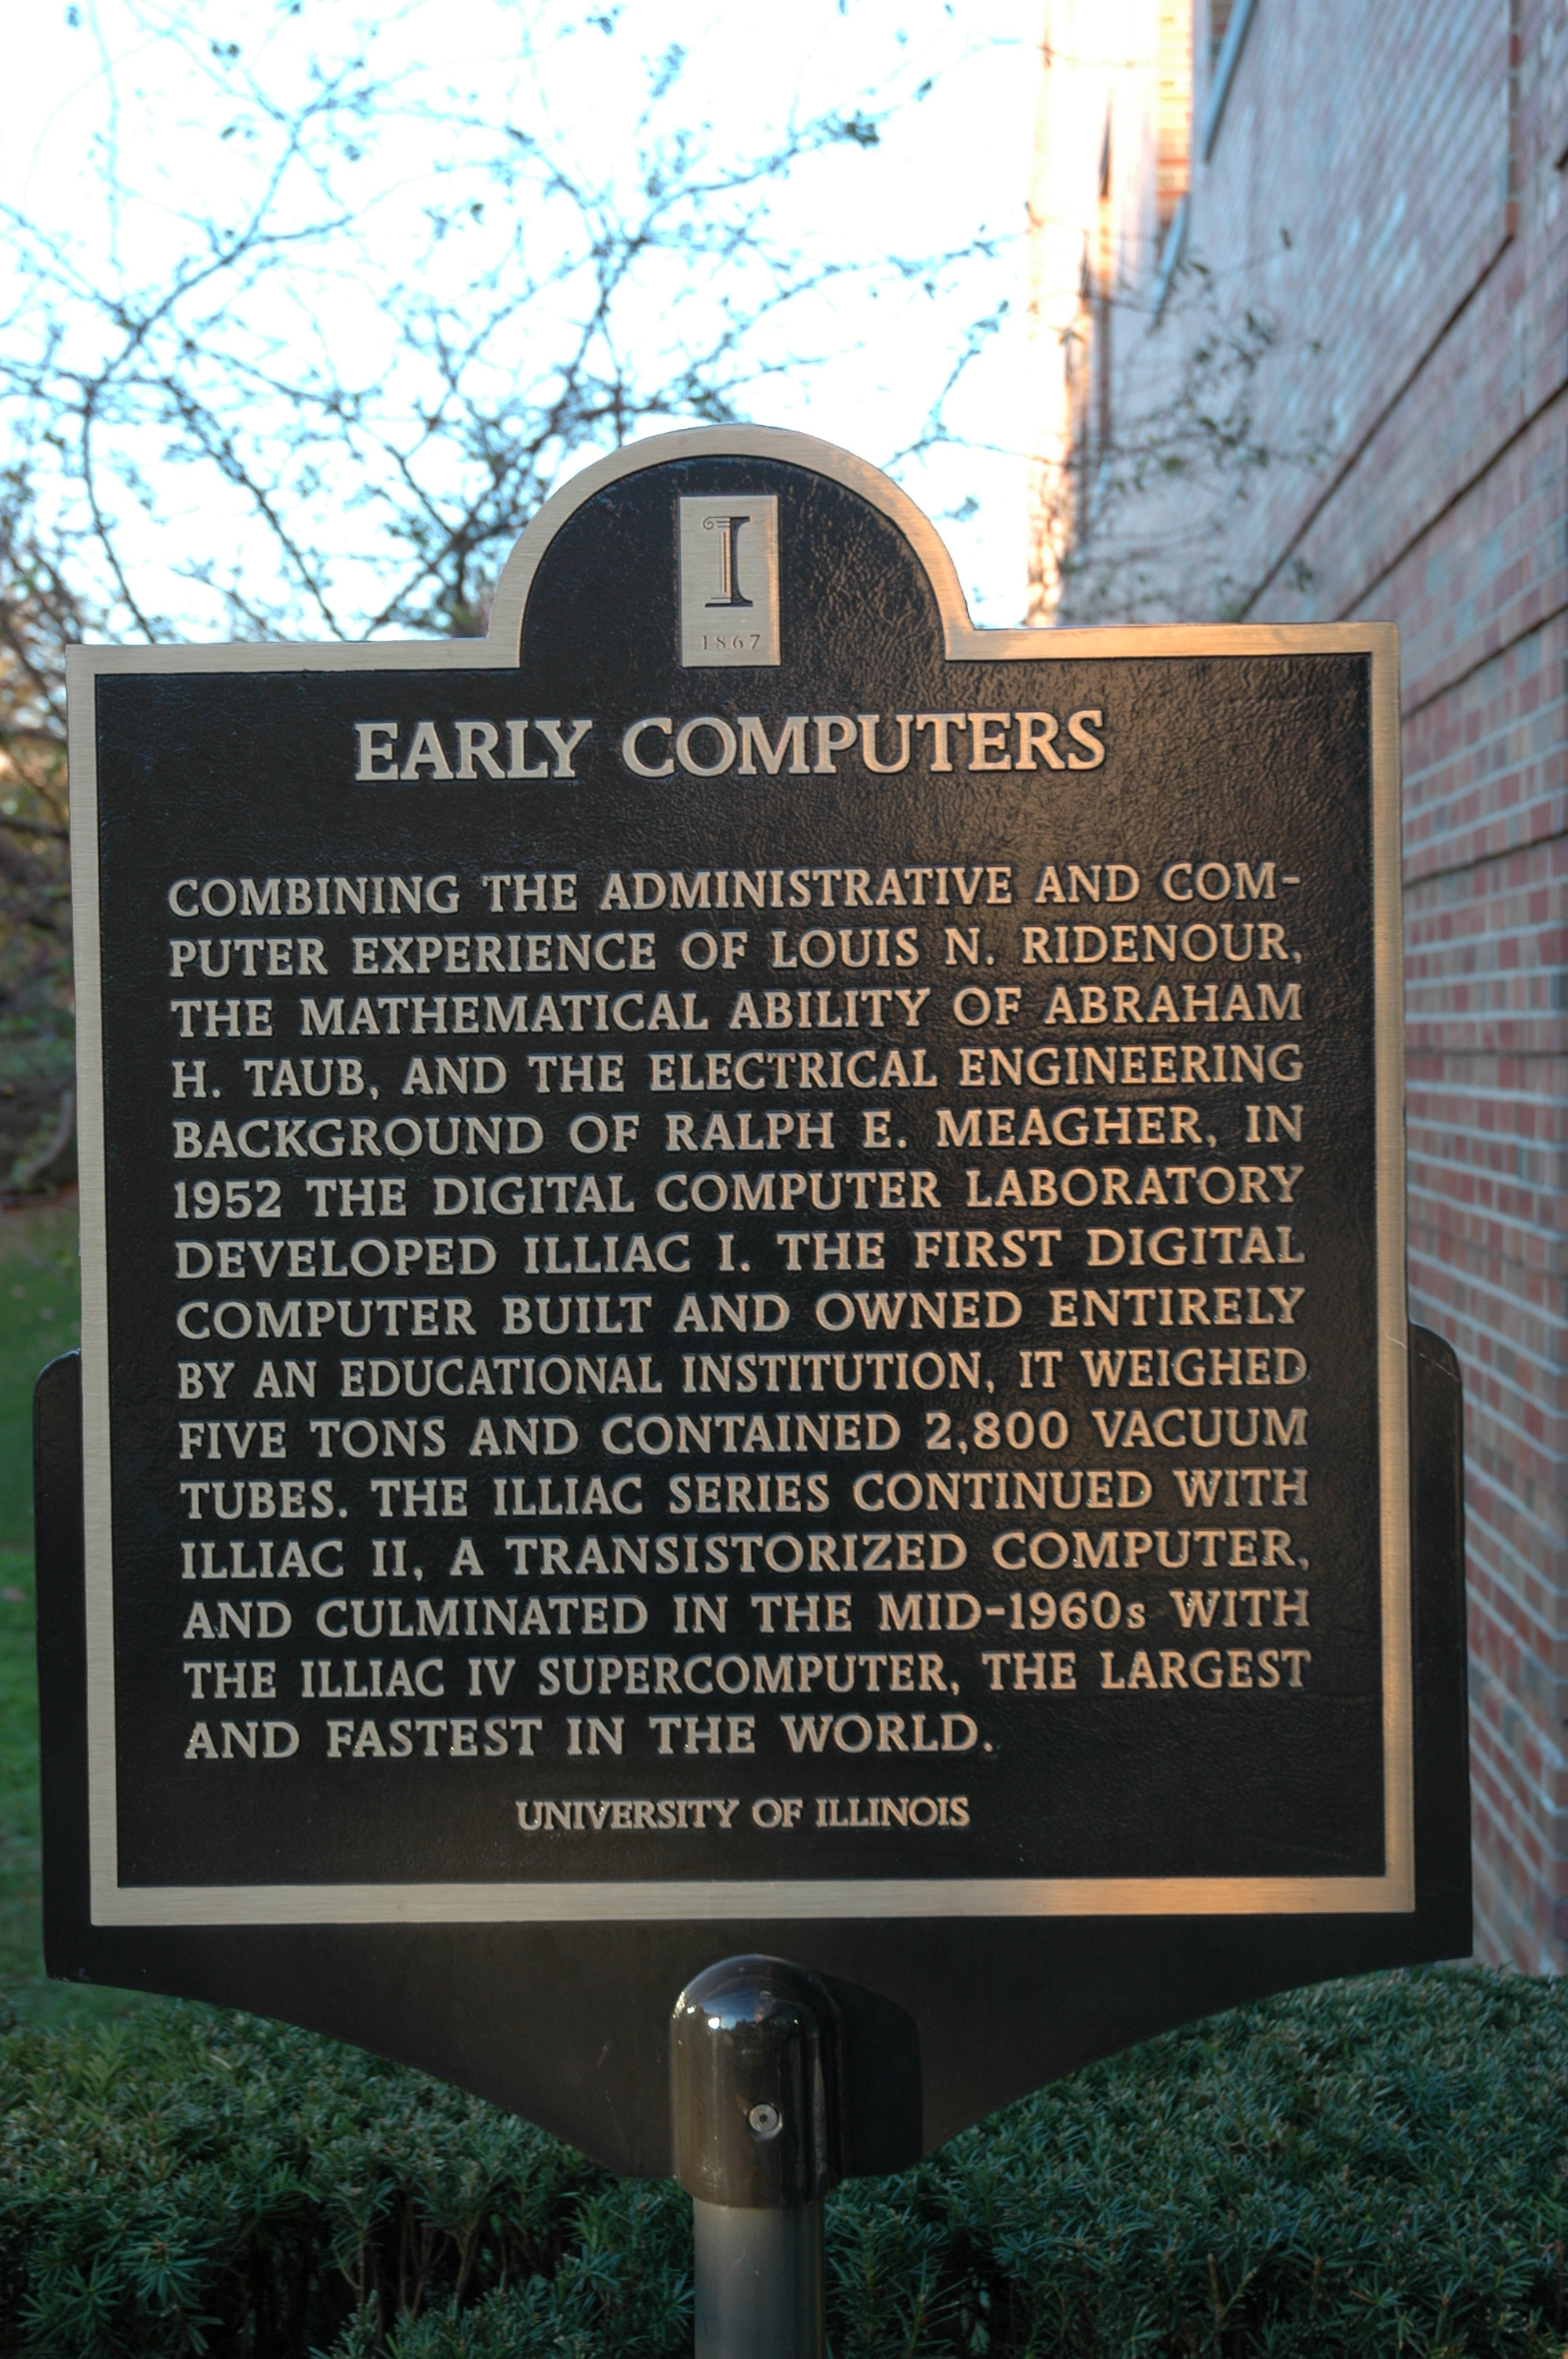 I
1867
EARLY COMPUTERS
COMBINING THE ADMINISTRATIVE AND COM-
PUTER EXPERIENCE OF LOUIS N. RIDENOUR,
THE MATHEMATICAL ABILITY OF ABRAHAM
H. TAUB, AND THE ELECTRICAL ENGINEERING
BACKGROUND OF RALPH E. MEAGHER, IN
1952 THE DIGITAL COMPUTER LABORATORY
DEVELOPED ILLIAC I. THE FIRST DIGITAL
COMPUTER BUILT AND OWNED ENTIRELY
BY AN EDUCATIONAL INSTITUTION, IT WEIGHED
FIVE TONS AND CONTAINED 2,800 VACUUM
TUBES. THE ILLIAC SERIES CONTINUED WITH
ILLIAC II, A TRANSISTORIZED COMPUTER,
AND CULMINATED IN THE MID-1960s WITH
THE ILLIAC IV SUPERCOMPUTER, THE LARGEST
AND FASTEST IN THE WORLD.
UNIVERSITY OF ILLINOIS